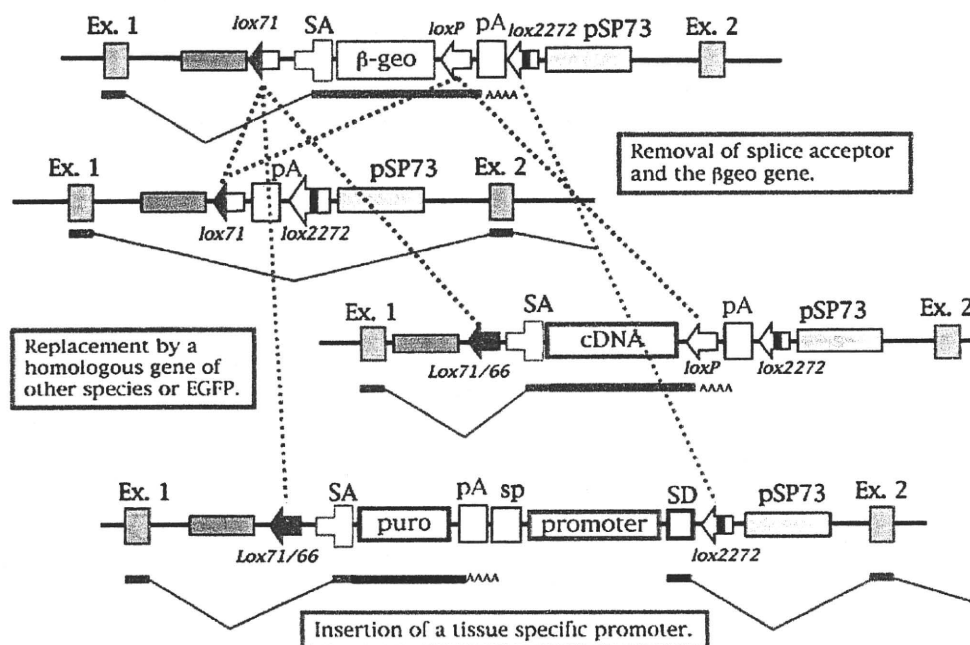 Ex. 1 lox71 SA β-geo loxP pA lox2272 pSP73 Ex. 2
Removal of splice acceptor
and the βgeo gene.
Ex. 1 pA pSP73 Ex. 2
lox71 lox2272
Replacement by a
homologous gene of
other species or EGFP.
Ex. 1 SA cDNA pA pSP73 Ex. 2
Lox71/66 loxP lox2272
Ex. 1 SA pA sp SD pSP73 Ex. 2
puro promoter
Lox71/66 lox2272
Insertion of a tissue specific promoter.